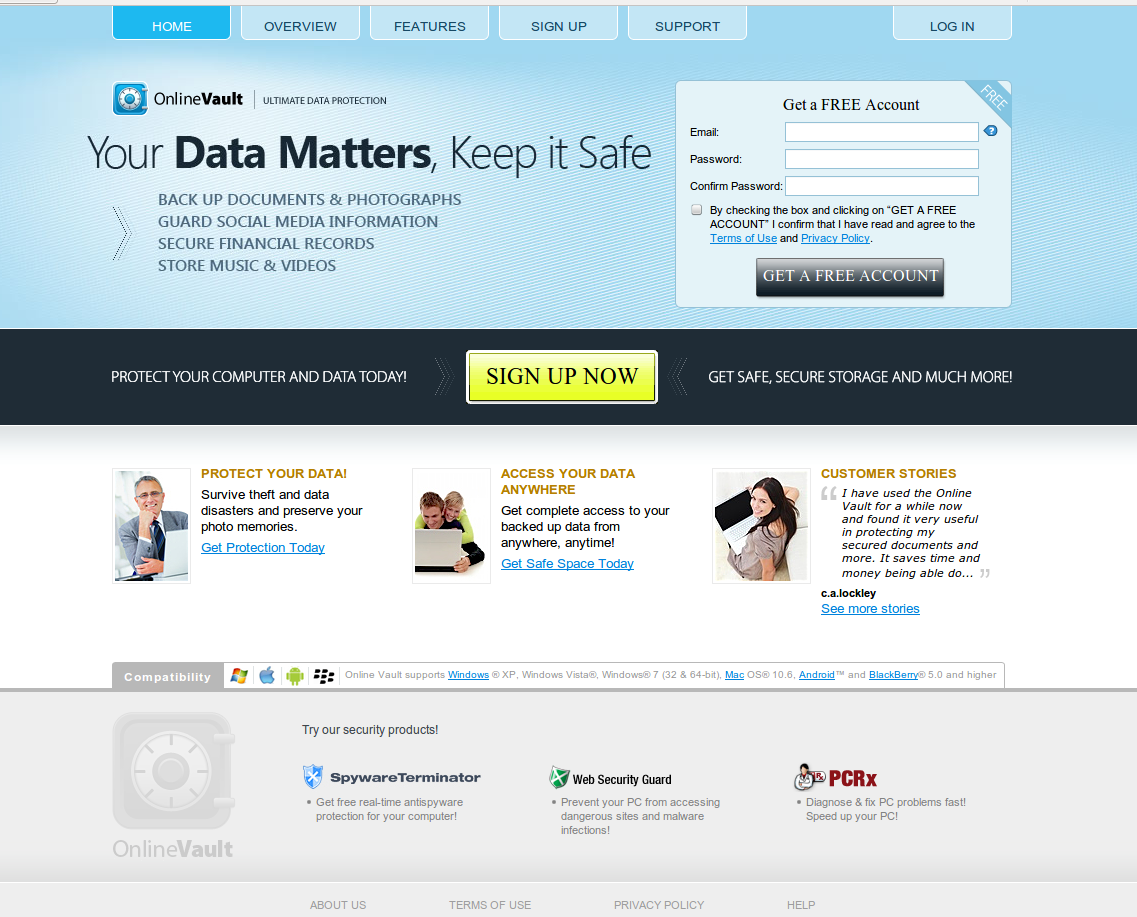 HOME
OVERVIEW
FEATURES
SIGN UP
SUPPORT
LOG IN
OnlineVault
ULTIMATE DATA PROTECTION
Your Data Matters, Keep it Safe
BACK UP DOCUMENTS & PHOTOGRAPHS
GUARD SOCIAL MEDIA INFORMATION
SECURE FINANCIAL RECORDS
STORE MUSIC & VIDEOS
FREE
Get a FREE Account
Email:
?
Password:
Confirm Password:
By checking the box and clicking on “GET A FREE
ACCOUNT” I confirm that I have read and agree to the
Terms of Use and Privacy Policy.
GET A FREE ACCOUNT
PROTECT YOUR COMPUTER AND DATA TODAY!
SIGN UP NOW
GET SAFE, SECURE STORAGE AND MUCH MORE!
PROTECT YOUR DATA!
Survive theft and data
disasters and preserve your
photo memories.
Get Protection Today
ACCESS YOUR DATA
ANYWHERE
Get complete access to your
backed up data from
anywhere, anytime!
Get Safe Space Today
CUSTOMER STORIES
“ I have used the Online
Vault for a while now
and found it very useful
in protecting my
secured documents and
more. It saves time and
money being able do... ”
c.a.lockley
See more stories
Compatibility
Online Vault supports Windows ® XP, Windows Vista®, Windows® 7 (32 & 64-bit), Mac OS® 10.6, Android™ and BlackBerry® 5.0 and higher
OnlineVault
Try our security products!
SpywareTerminator
• Get free real-time antispyware
protection for your computer!
Web Security Guard
• Prevent your PC from accessing
dangerous sites and malware
infections!
PCRx
• Diagnose & fix PC problems fast!
Speed up your PC!
ABOUT US
TERMS OF USE
PRIVACY POLICY
HELP